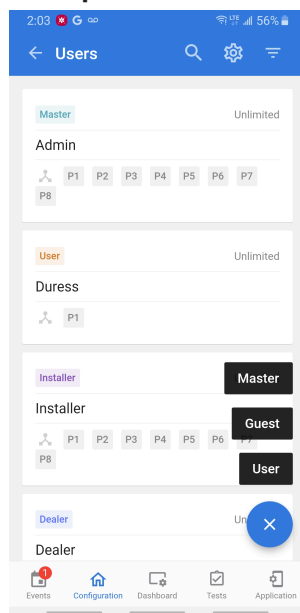 2:03 G LTE 56%
Users
Master Unlimited
Admin
P1 P2 P3 P4 P5 P6 P7
P8
User Unlimited
Duress
P1
Installer Master
Installer
Guest
P1 P2 P3 P4 P5 P6 P7
P8
User
Dealer Un
Dealer
1
Events Configuration Dashboard Tests Application